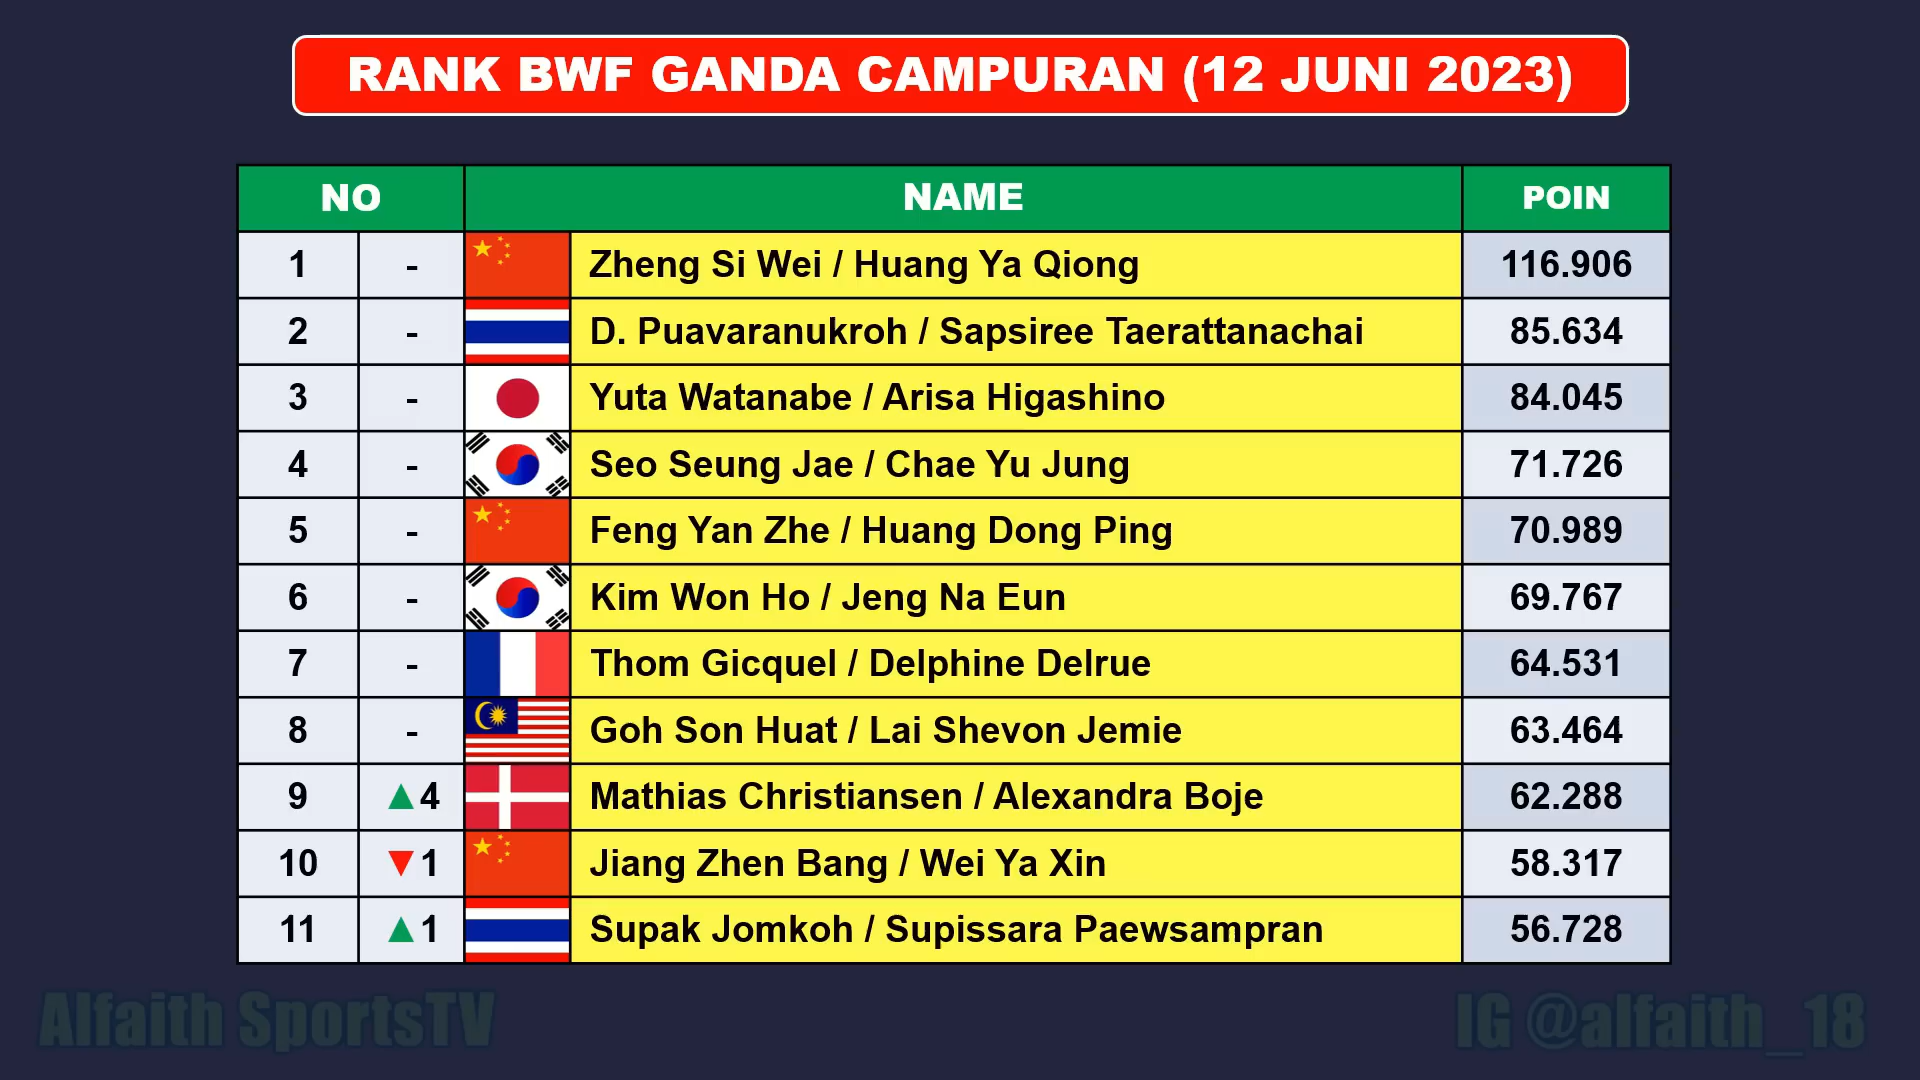 RANK BWF GANDA CAMPURAN (12 JUNI 2023)
NO NAME POIN
1 - Zheng Si Wei / Huang Ya Qiong 116.906
2 - D. Puavaranukroh / Sapsiree Taerattanachai 85.634
3 - Yuta Watanabe / Arisa Higashino 84.045
4 - Seo Seung Jae / Chae Yu Jung 71.726
5 - Feng Yan Zhe / Huang Dong Ping 70.989
6 - Kim Won Ho / Jeng Na Eun 69.767
7 - Thom Gicquel / Delphine Delrue 64.531
8 - Goh Son Huat / Lai Shevon Jemie 63.464
9 ▲4 Mathias Christiansen / Alexandra Boje 62.288
10 ▼1 Jiang Zhen Bang / Wei Ya Xin 58.317
11 ▲1 Supak Jomkoh / Supissara Paewsampran 56.728
Alfaith SportsTV IG @alfaith_18